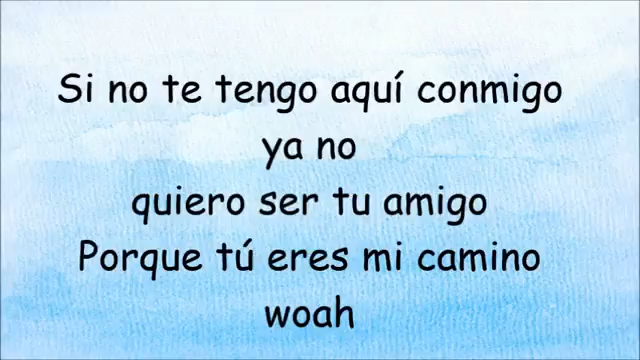 Si no te tengo aquí conmigo
ya no
quiero ser tu amigo
Porque tú eres mi camino
woah